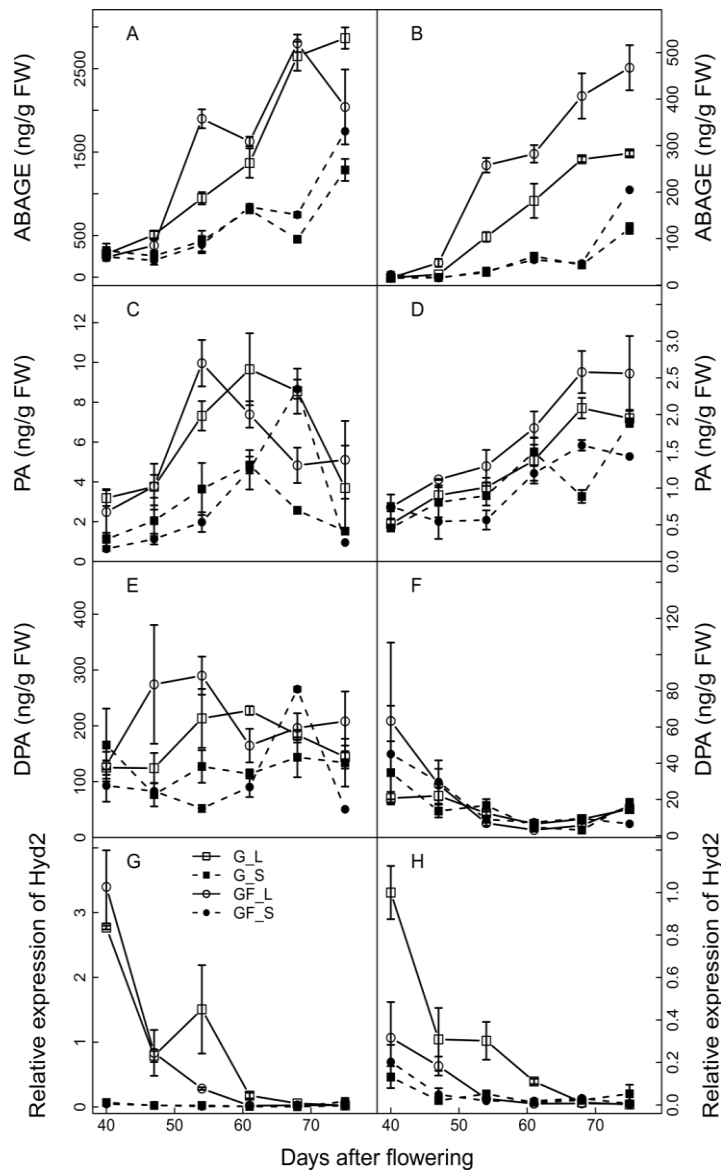 A
B
ABAGE (ng/g FW)
0 500 1500 2500
ABAGE (ng/g FW)
0 100 200 300 400 500
C
D
PA (ng/g FW)
0 2 4 6 8 10 12
PA (ng/g FW)
0.0 0.5 1.0 1.5 2.0 2.5 3.0
E
F
DPA (ng/g FW)
0 100 200 300 400
DPA (ng/g FW)
0 20 40 60 80 120
G
H
G_L
G_S
GF_L
GF_S
Relative expression of Hyd2
0 1 2 3
Relative expression of Hyd2
0.0 0.2 0.4 0.6 0.8 1.0
40 50 60 70
40 50 60 70
Days after flowering